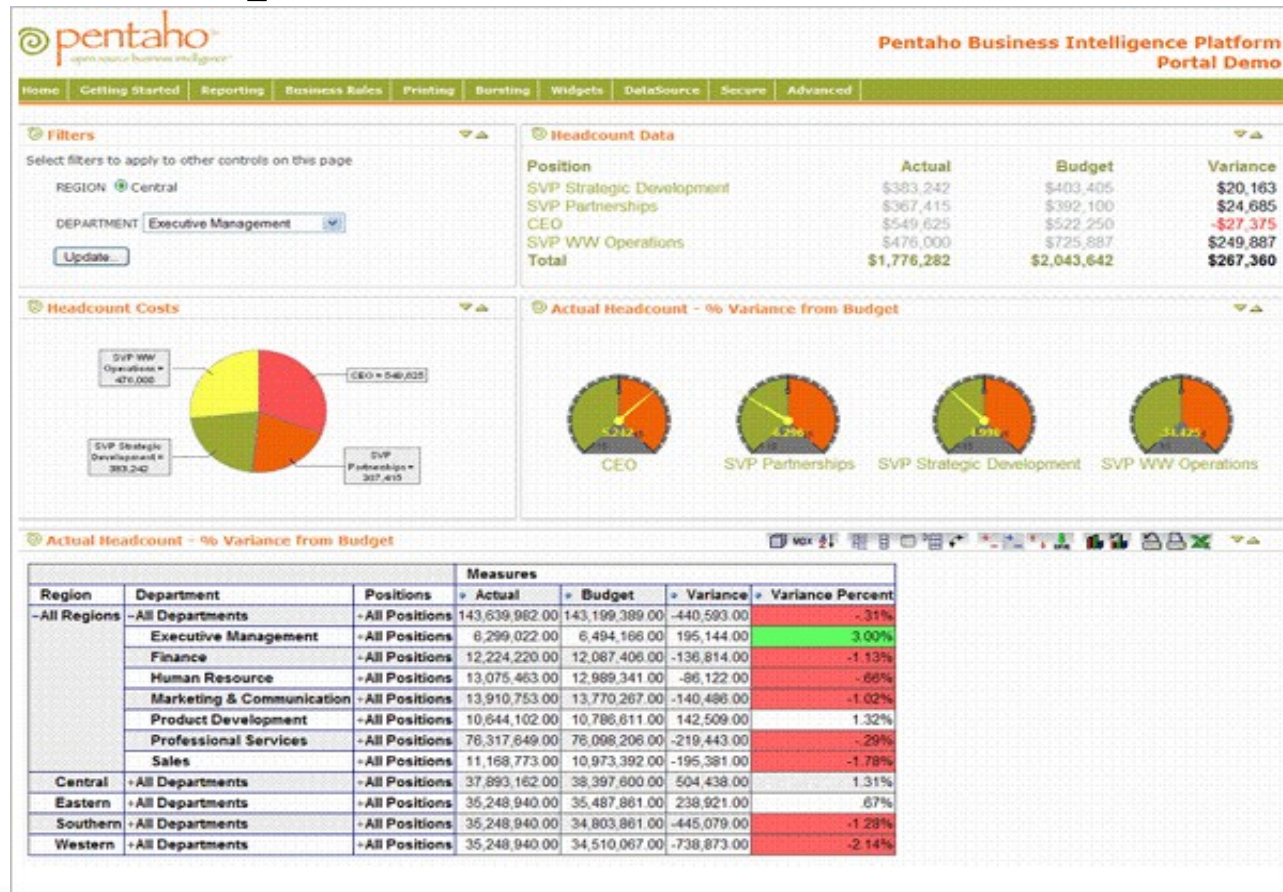 pentaho
open source business intelligence
Pentaho Business Intelligence Platform
Portal Demo
Home Getting Started Reporting Business Rules Printing Bursting Widgets DataSource Secure Advanced
Filters
Select filters to apply to other controls on this page
REGION Central
DEPARTMENT Executive Management
Update...
Headcount Data
Position Actual Budget Variance
SVP Strategic Development $383,242 $403,405 $20,163
SVP Partnerships $367,415 $392,100 $24,685
CEO $549,625 $522,250 -$27,375
SVP WW Operations $476,000 $725,887 $249,887
Total $1,776,282 $2,043,642 $267,360
Headcount Costs
SVP WW
Operations =
476,000
CEO = 549,625
SVP Strategic
Development =
383,242
SVP
Partnerships =
367,415
Actual Headcount - % Variance from Budget
5.242
CEO
SVP Partnerships
SVP Strategic Development
SVP WW Operations
Actual Headcount - % Variance from Budget
MDX
Measures
Region Department Positions Actual Budget Variance Variance Percent
-All Regions -All Departments +All Positions 143,639,982.00 143,199,389.00 -440,593.00 -.31%
Executive Management +All Positions 6,299,022.00 6,494,166.00 195,144.00 3.00%
Finance +All Positions 12,224,220.00 12,087,406.00 -136,814.00 -1.13%
Human Resource +All Positions 13,075,463.00 12,989,341.00 -86,122.00 -.66%
Marketing & Communication +All Positions 13,910,753.00 13,770,267.00 -140,486.00 -1.02%
Product Development +All Positions 10,644,102.00 10,786,611.00 142,509.00 1.32%
Professional Services +All Positions 76,317,649.00 76,098,206.00 -219,443.00 -.29%
Sales +All Positions 11,168,773.00 10,973,392.00 -195,381.00 -1.78%
Central +All Departments +All Positions 37,893,162.00 38,397,600.00 504,438.00 1.31%
Eastern +All Departments +All Positions 35,248,940.00 35,487,861.00 238,921.00 .67%
Southern +All Departments +All Positions 35,248,940.00 34,803,861.00 -445,079.00 -1.28%
Western +All Departments +All Positions 35,248,940.00 34,510,067.00 -738,873.00 -2.14%